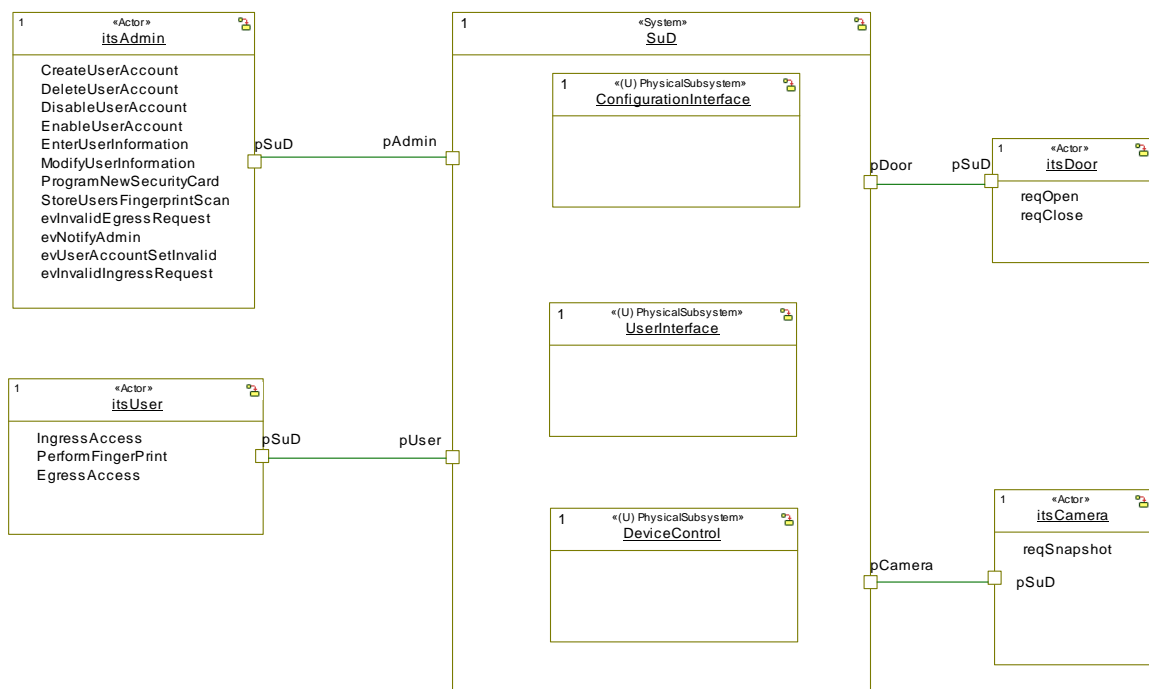 1 «Actor»
itsAdmin
CreateUserAccount
DeleteUserAccount
DisableUserAccount
EnableUserAccount
EnterUserInformation
ModifyUserInformation
ProgramNewSecurityCard
StoreUsersFingerprintScan
evInvalidEgressRequest
evNotifyAdmin
evUserAccountSetInvalid
evInvalidIngressRequest
pSuD
pAdmin
1 «Actor»
itsUser
IngressAccess
PerformFingerPrint
EgressAccess
pSuD
pUser
1 «System»
SuD
1 «(U) PhysicalSubsystem»
ConfigurationInterface
1 «(U) PhysicalSubsystem»
UserInterface
1 «(U) PhysicalSubsystem»
DeviceControl
pDoor
pSuD
1 «Actor»
itsDoor
reqOpen
reqClose
pCamera
1 «Actor»
itsCamera
reqSnapshot
pSuD